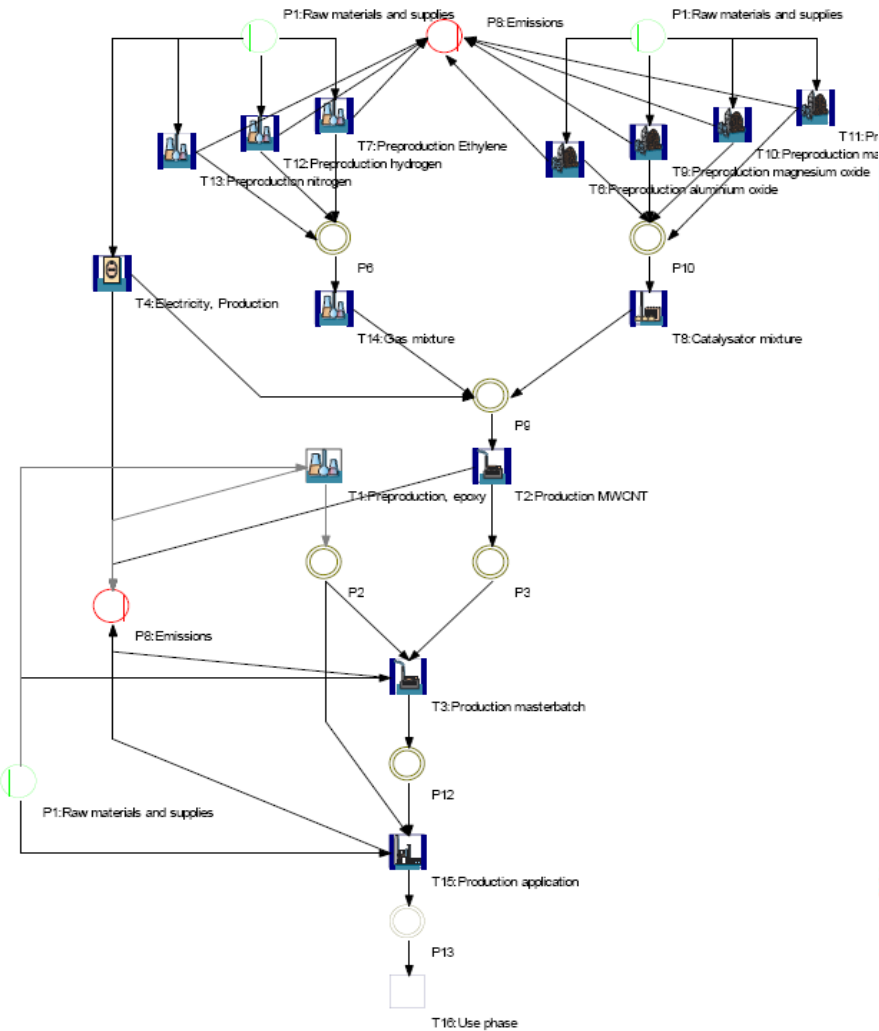 P1:Raw materials and supplies
P8:Emissions
P1:Raw materials and supplies
T7:Preproduction Ethylene
T12:Preproduction hydrogen
T13:Preproduction nitrogen
T11:Pr
T10:Preproduction ma
T9:Preproduction magnesium oxide
T6:Preproduction aluminium oxide
P6
P10
T4:Electricity, Production
T14:Gas mixture
T8:Catalysator mixture
P9
T1:Preproduction, epoxy
T2:Production MWCNT
P2
P3
P8:Emissions
T3:Production masterbatch
P12
P1:Raw materials and supplies
T15:Production application
P13
T16:Use phase